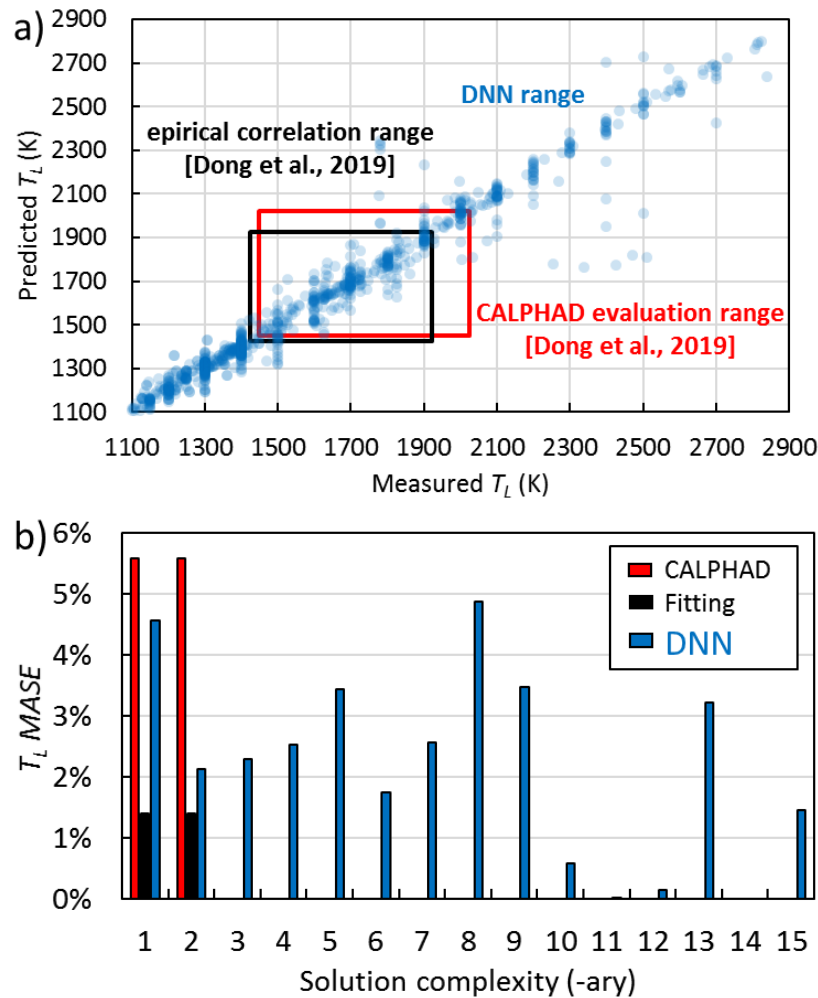 a)
2900
2700
2500
2300
2100
1900
1700
1500
1300
1100
Predicted T_L (K)
DNN range
epirical correlation range
[Dong et al., 2019]
CALPHAD evaluation range
[Dong et al., 2019]
1100 1300 1500 1700 1900 2100 2300 2500 2700 2900
Measured T_L (K)
b)
6%
5%
4%
3%
2%
1%
0%
T_L MASE
CALPHAD
Fitting
DNN
1 2 3 4 5 6 7 8 9 10 11 12 13 14 15
Solution complexity (-ary)